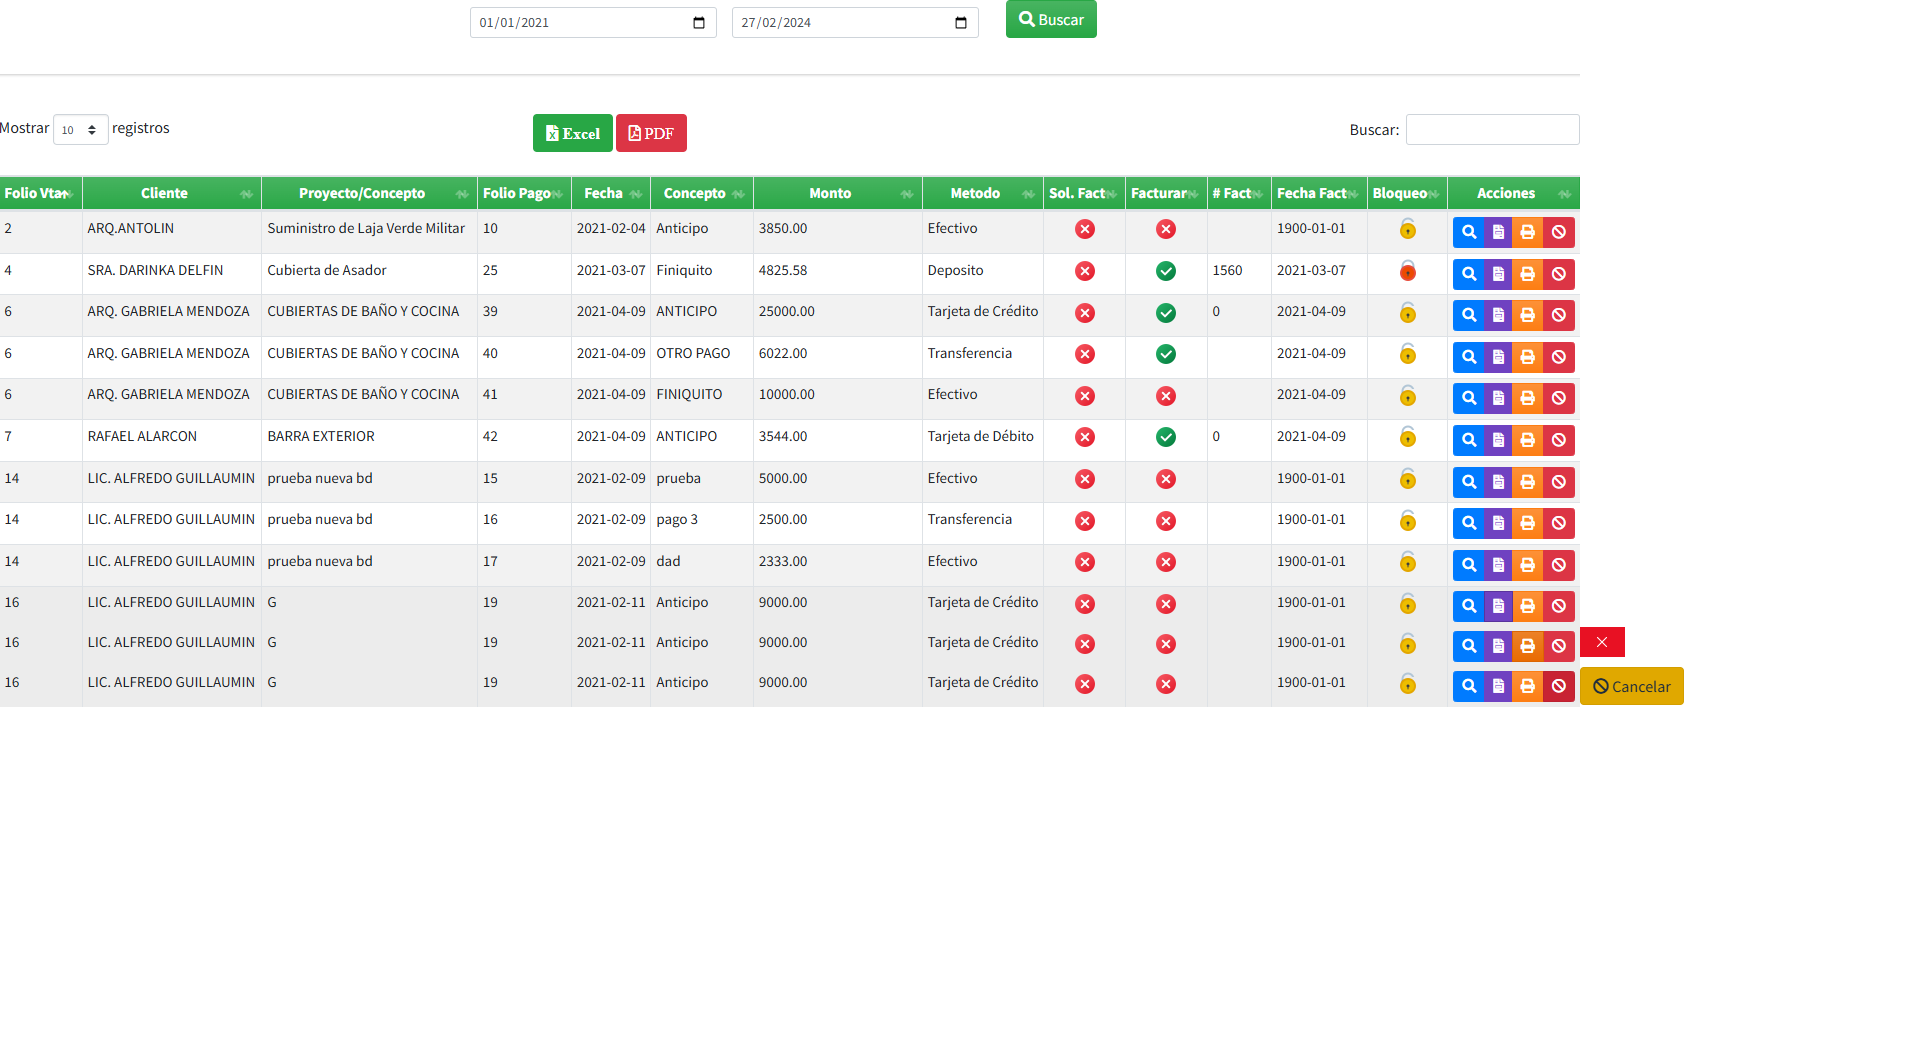 01/01/2021 27/02/2024 Buscar
Mostrar 10 registros Excel PDF Buscar:
Folio Vta Cliente Proyecto/Concepto Folio Pago Fecha Concepto Monto Metodo Sol. Fact Facturar # Fact Fecha Fact Bloqueo Acciones
2 ARQ.ANTOLIN Suministro de Laja Verde Militar 10 2021-02-04 Anticipo 3850.00 Efectivo 1900-01-01
4 SRA. DARINKA DELFIN Cubierta de Asador 25 2021-03-07 Finiquito 4825.58 Deposito 1560 2021-03-07
6 ARQ. GABRIELA MENDOZA CUBIERTAS DE BAÑO Y COCINA 39 2021-04-09 ANTICIPO 25000.00 Tarjeta de Crédito 0 2021-04-09
6 ARQ. GABRIELA MENDOZA CUBIERTAS DE BAÑO Y COCINA 40 2021-04-09 OTRO PAGO 6022.00 Transferencia 2021-04-09
6 ARQ. GABRIELA MENDOZA CUBIERTAS DE BAÑO Y COCINA 41 2021-04-09 FINIQUITO 10000.00 Efectivo 2021-04-09
7 RAFAEL ALARCON BARRA EXTERIOR 42 2021-04-09 ANTICIPO 3544.00 Tarjeta de Débito 0 2021-04-09
14 LIC. ALFREDO GUILLAUMIN prueba nueva bd 15 2021-02-09 prueba 5000.00 Efectivo 1900-01-01
14 LIC. ALFREDO GUILLAUMIN prueba nueva bd 16 2021-02-09 pago 3 2500.00 Transferencia 1900-01-01
14 LIC. ALFREDO GUILLAUMIN prueba nueva bd 17 2021-02-09 dad 2333.00 Efectivo 1900-01-01
16 LIC. ALFREDO GUILLAUMIN G 19 2021-02-11 Anticipo 9000.00 Tarjeta de Crédito 1900-01-01
16 LIC. ALFREDO GUILLAUMIN G 19 2021-02-11 Anticipo 9000.00 Tarjeta de Crédito 1900-01-01
16 LIC. ALFREDO GUILLAUMIN G 19 2021-02-11 Anticipo 9000.00 Tarjeta de Crédito 1900-01-01 Cancelar